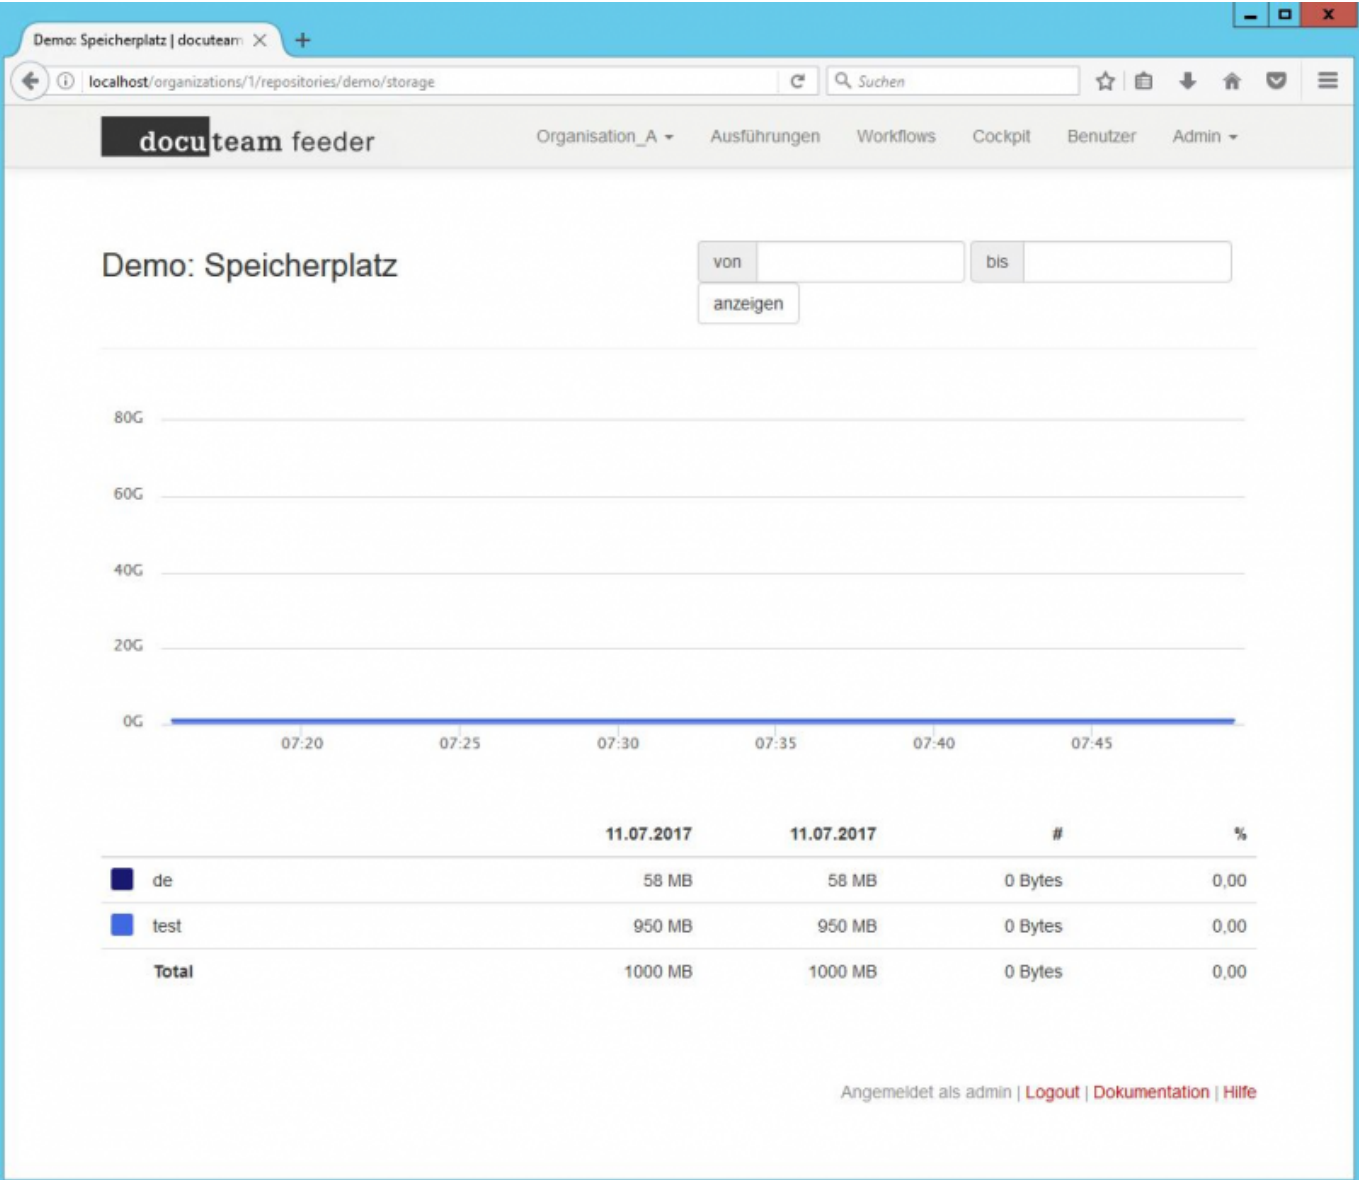 Demo: Speicherplatz | docuteam
localhost/organizations/1/repositories/demo/storage
Suchen
docuteam feeder
Organisation_A
Ausführungen
Workflows
Cockpit
Benutzer
Admin
Demo: Speicherplatz
von
bis
anzeigen
80G
60G
40G
20G
0G
07:20 07:25 07:30 07:35 07:40 07:45
11.07.2017 11.07.2017 # %
de 58 MB 58 MB 0 Bytes 0,00
test 950 MB 950 MB 0 Bytes 0,00
Total 1000 MB 1000 MB 0 Bytes 0,00
Angemeldet als admin | Logout | Dokumentation | Hilfe